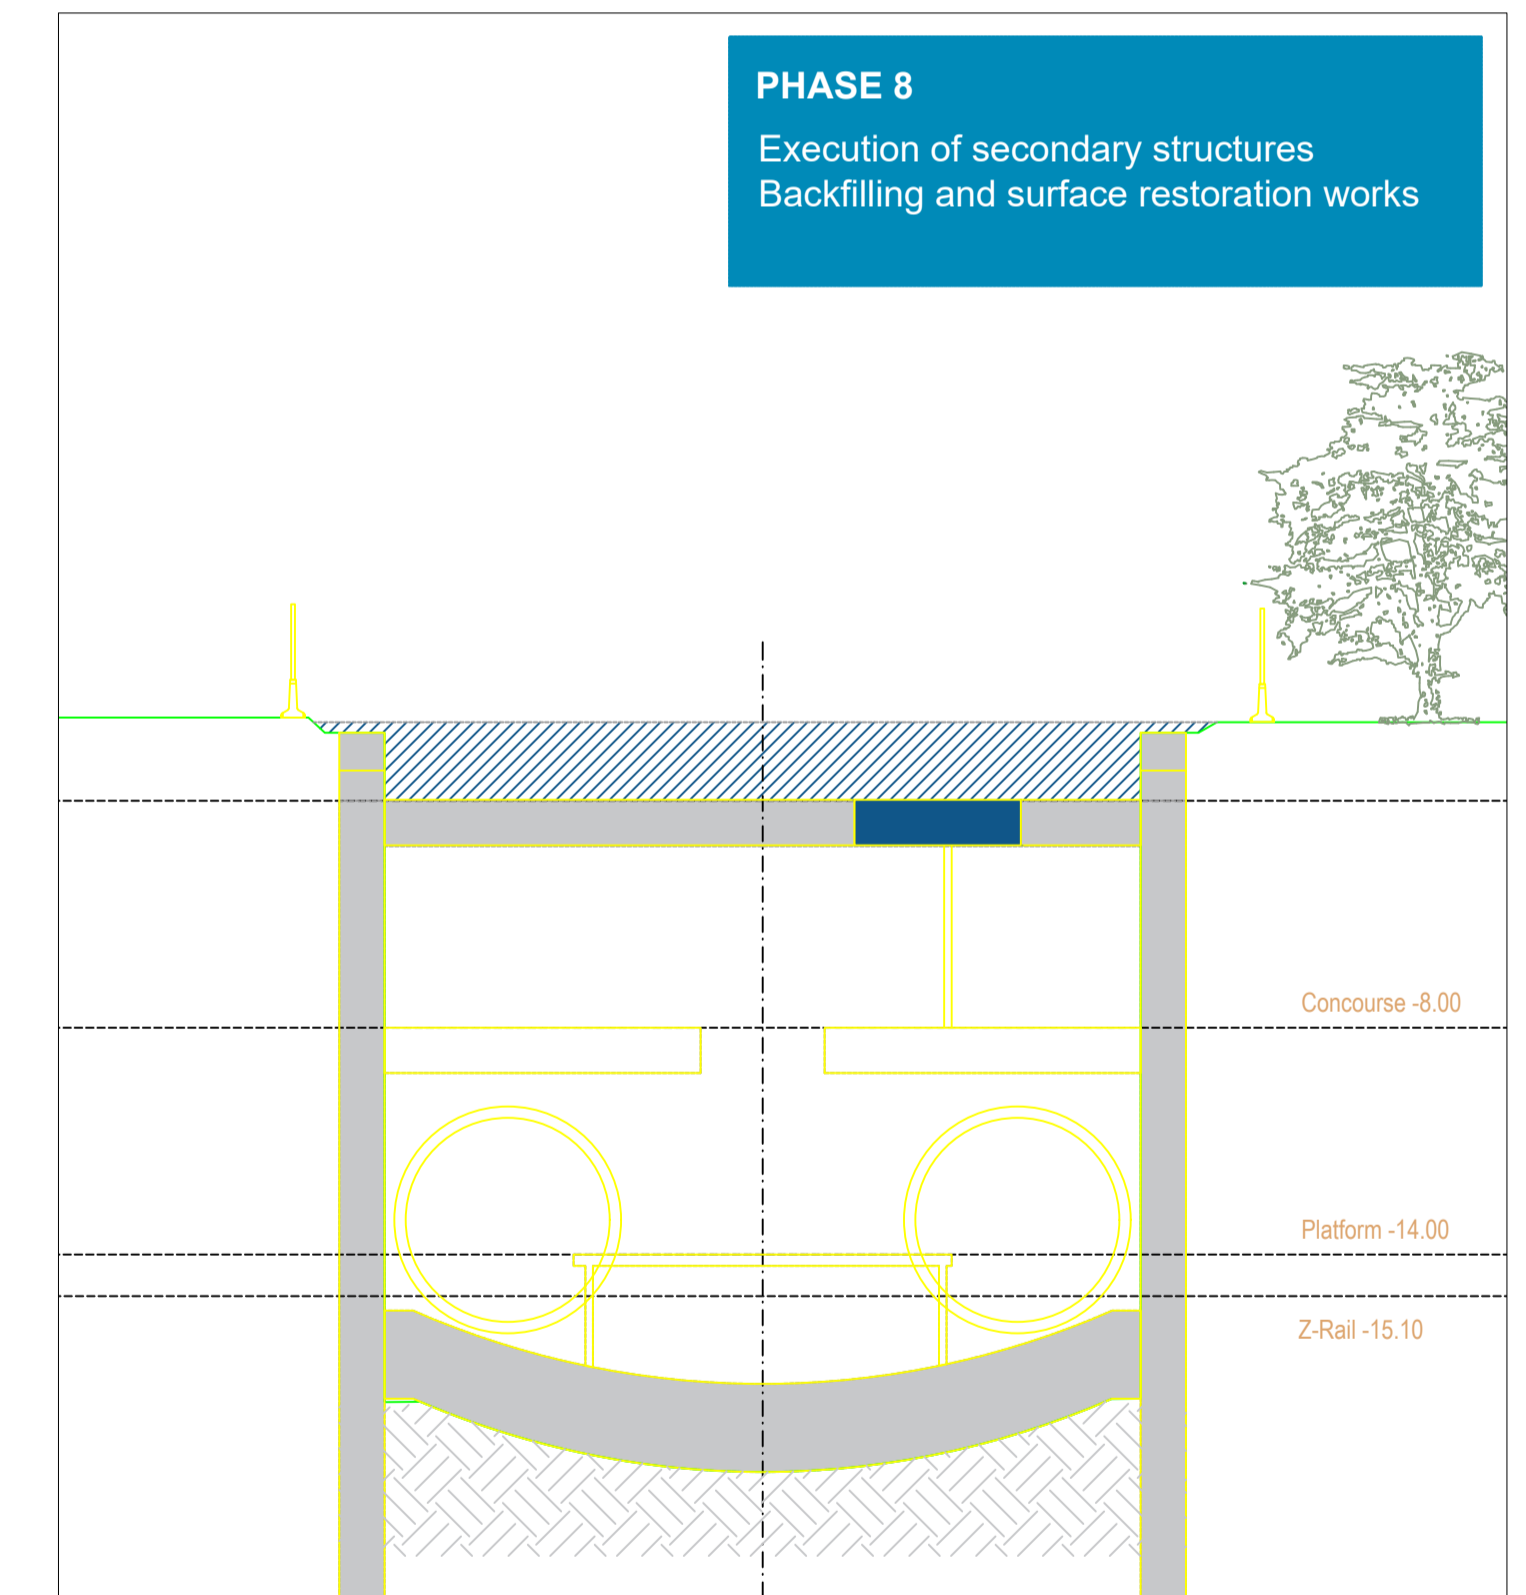 PHASE 8
Execution of secondary structures
Backfilling and surface restoration works
Concourse -8.00
Platform -14.00
Z-Rail -15.10